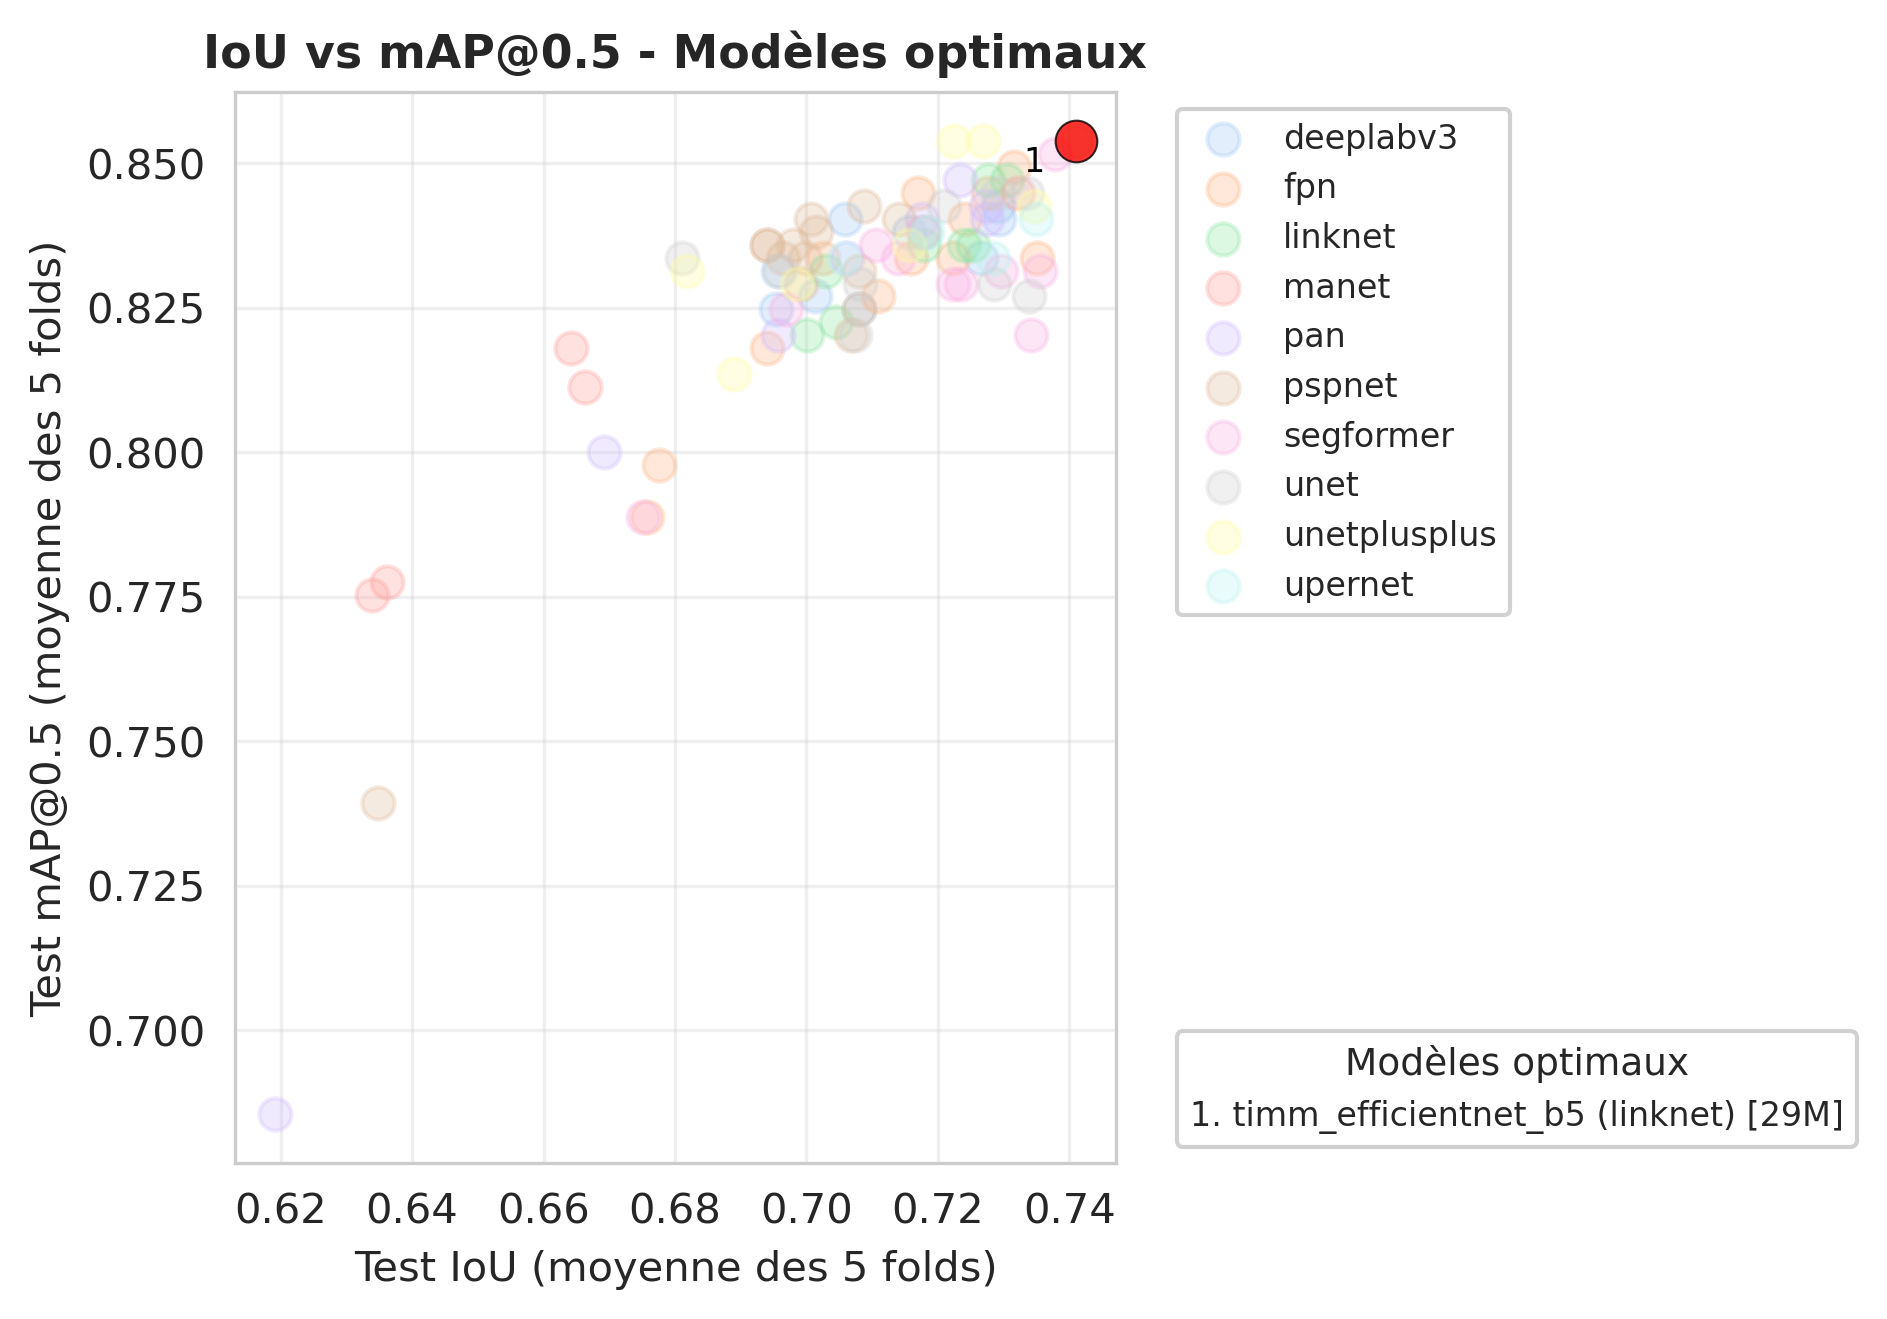 IoU vs mAP@0.5 - Modèles optimaux
Test mAP@0.5 (moyenne des 5 folds)
0.850
0.825
0.800
0.775
0.750
0.725
0.700
1
0.62 0.64 0.66 0.68 0.70 0.72 0.74
Test IoU (moyenne des 5 folds)
deeplabv3
fpn
linknet
manet
pan
pspnet
segformer
unet
unetplusplus
upernet
Modèles optimaux
1. timm_efficientnet_b5 (linknet) [29M]